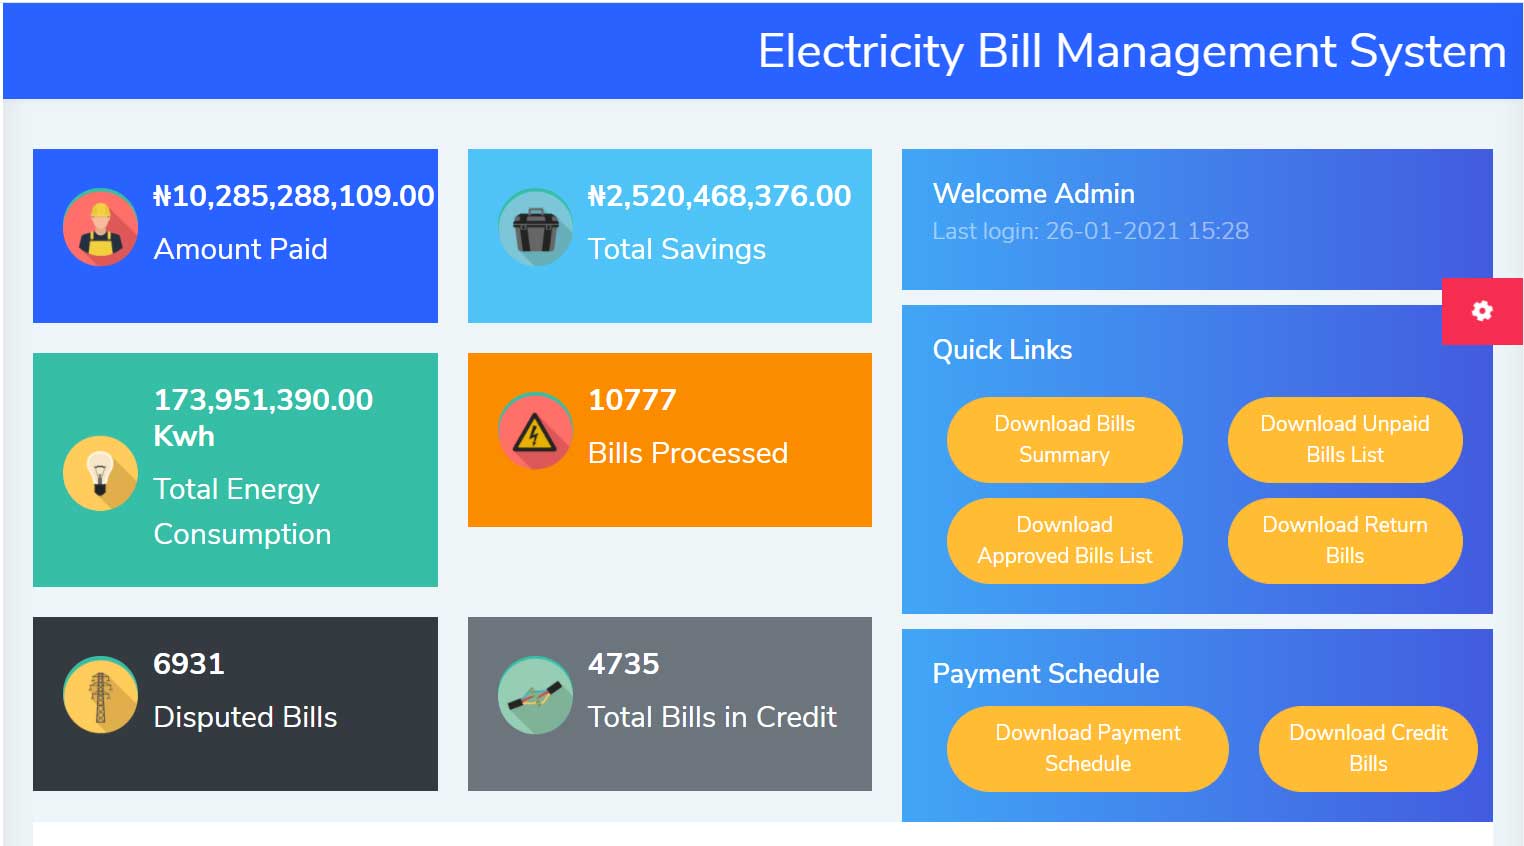 Electricity Bill Management System
₦10,285,288,109.00
Amount Paid
₦2,520,468,376.00
Total Savings
173,951,390.00
Kwh
Total Energy
Consumption
10777
Bills Processed
6931
Disputed Bills
4735
Total Bills in Credit
Welcome Admin
Last login: 26-01-2021 15:28
Quick Links
Download Bills
Summary
Download Unpaid
Bills List
Download
Approved Bills List
Download Return
Bills
Payment Schedule
Download Payment
Schedule
Download Credit
Bills